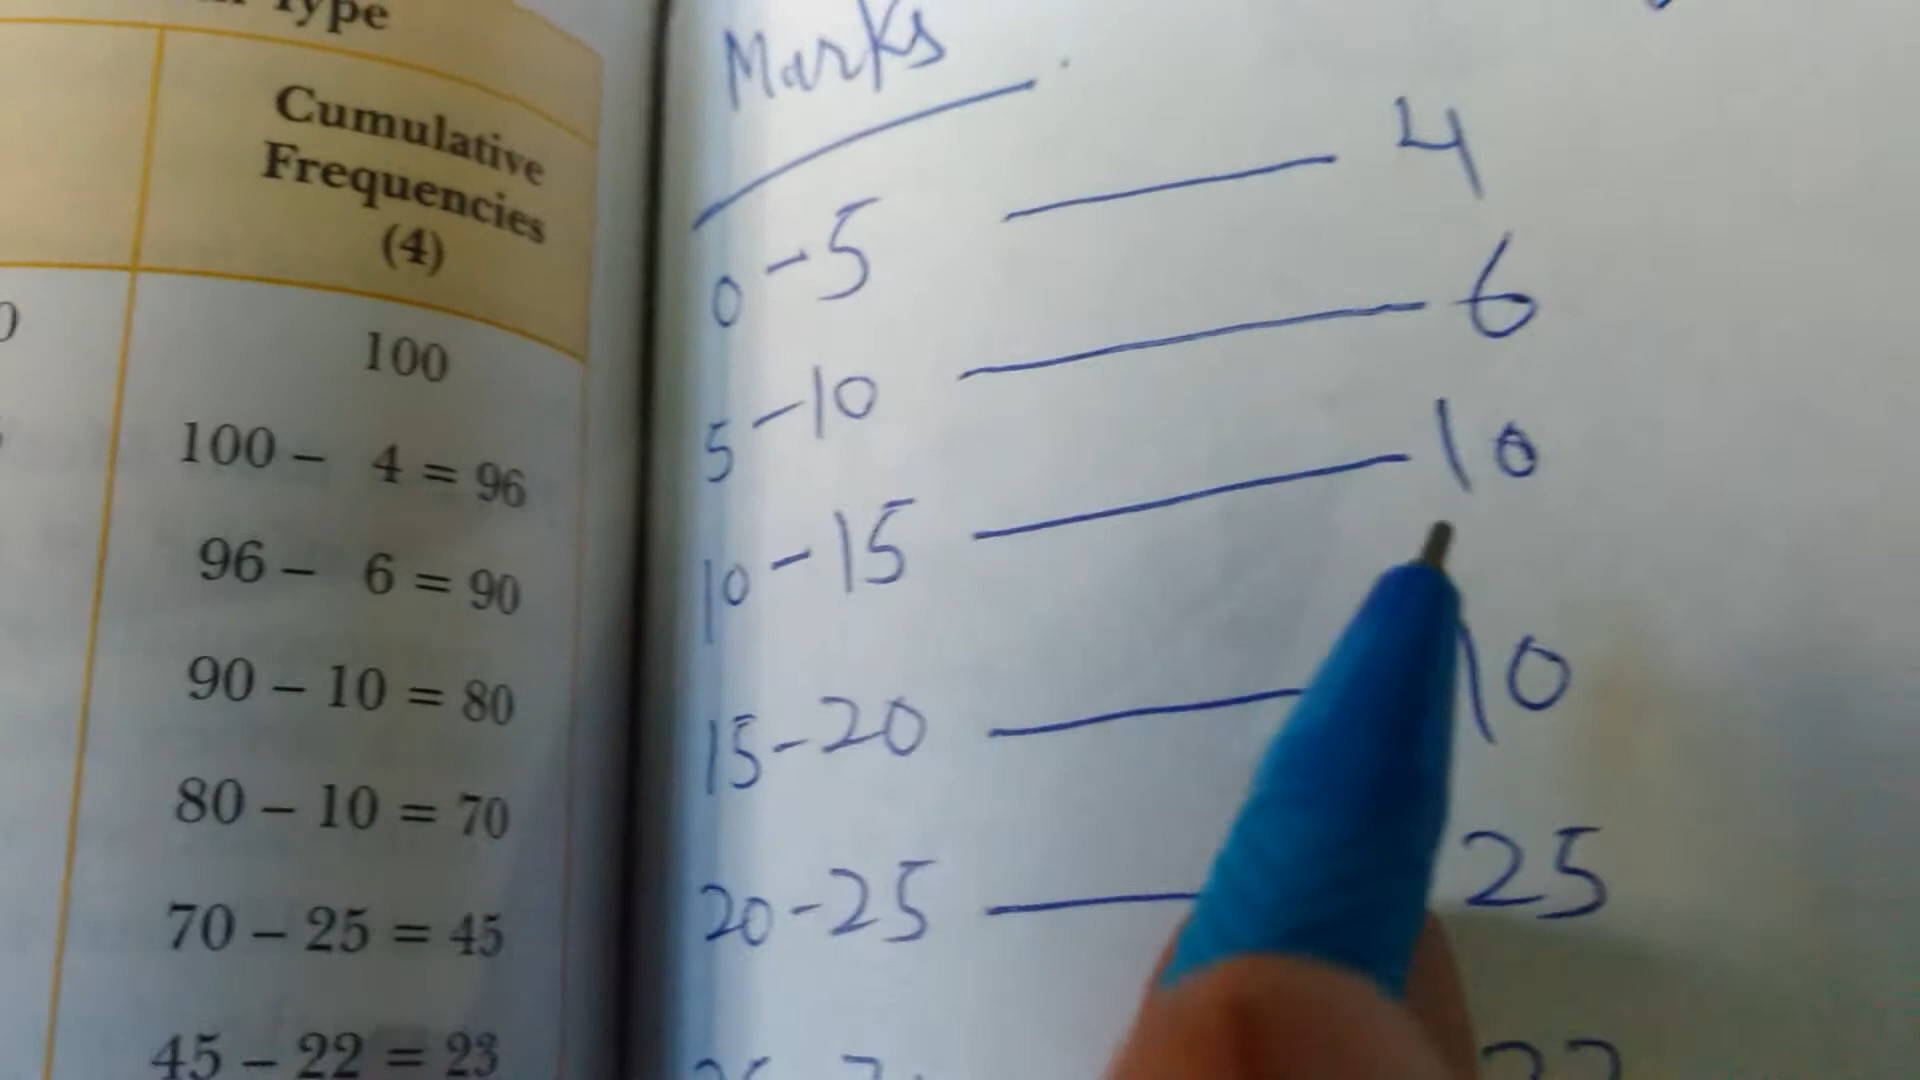 Type
Cumulative
Frequencies
(4)
100
100 – 4 = 96
96 – 6 = 90
90 – 10 = 80
80 – 10 = 70
70 – 25 = 45
45 – 22 = 23
Marks
0 – 5 — 4
5 – 10 — 6
10 – 15 — 10
15 – 20 — 10
20 – 25 — 25